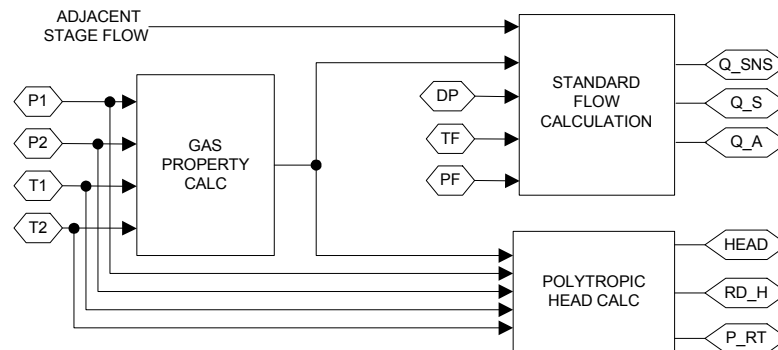 ADJACENT
STAGE FLOW
P1
P2
T1
T2
GAS
PROPERTY
CALC
DP
TF
PF
STANDARD
FLOW
CALCULATION
Q_SNS
Q_S
Q_A
POLYTROPIC
HEAD CALC
HEAD
RD_H
P_RT